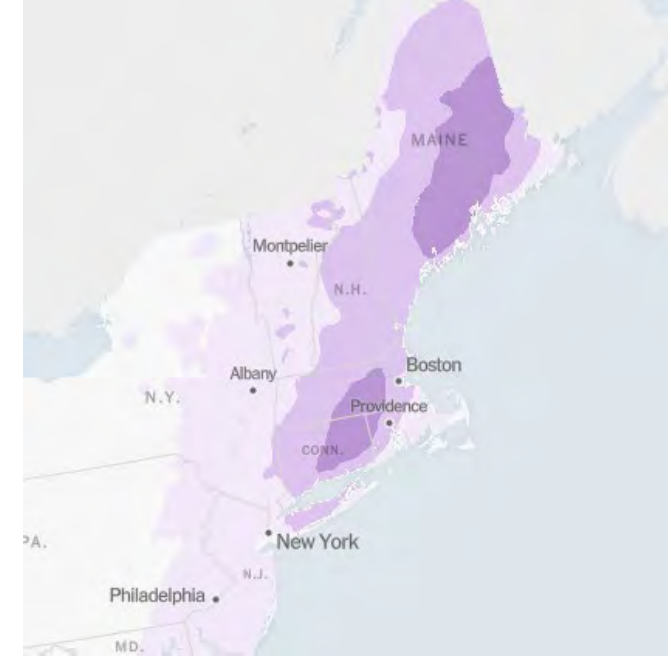 MAINE
Montpelier
N.H.
Albany
Boston
N.Y.
Providence
CONN.
PA.
New York
N.J.
Philadelphia
MD.